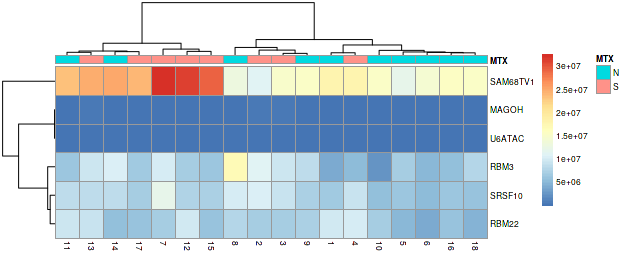 MTX
SAM68TV1
MAGOH
U6ATAC
RBM3
SRSF10
RBM22
11 13 14 17 7 12 15 8 2 3 9 1 4 10 5 6 16 18
3e+07
2.5e+07
2e+07
1.5e+07
1e+07
5e+06
MTX
N
S